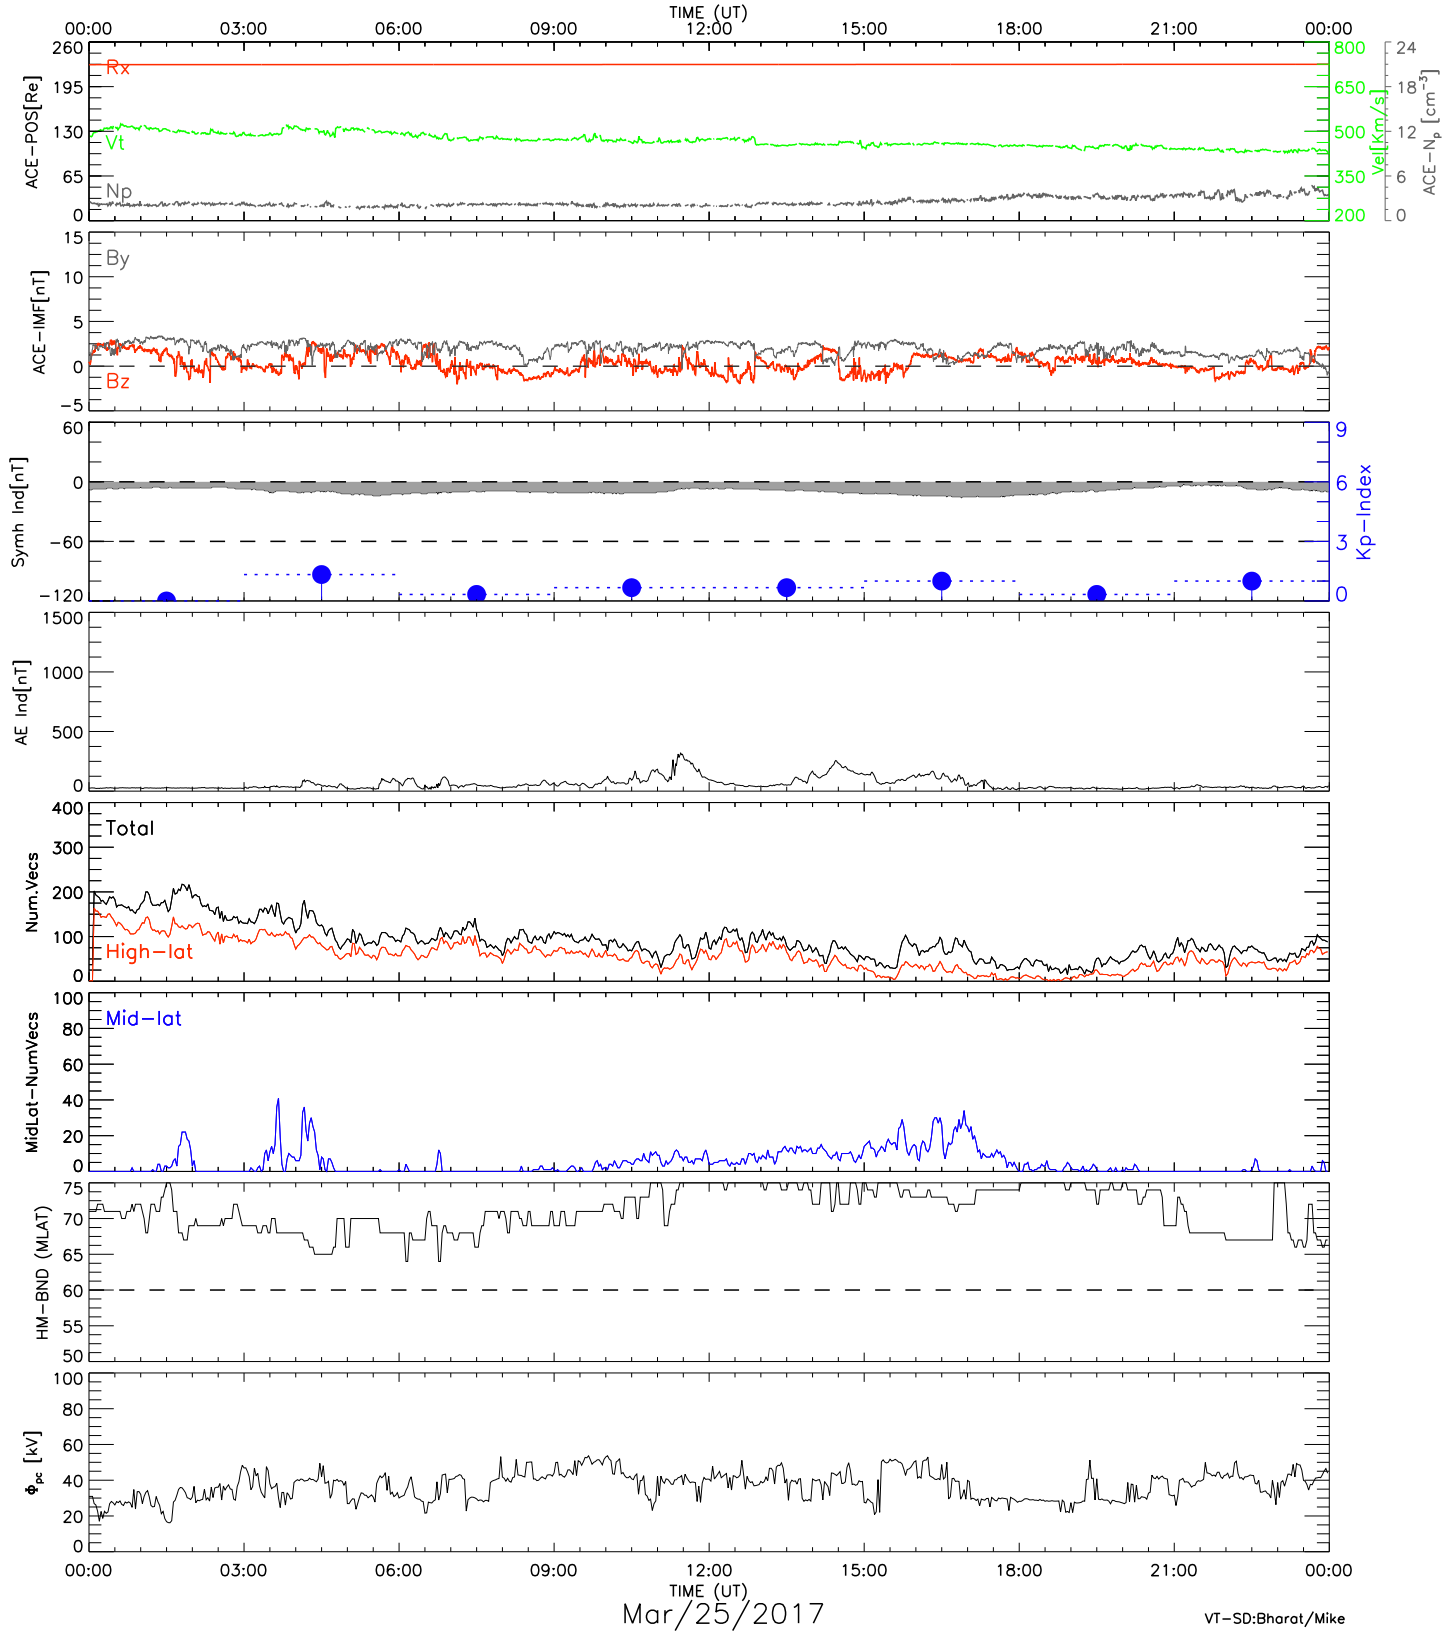 TIME (UT)
00:00 03:00 06:00 09:00 12:00 15:00 18:00 21:00 00:00
ACE-POS[Re]
260
195
130
65
0
Rx
Vt
Np
800
650
500
350
200
Vel[Km/s]
24
18
12
6
0
ACE-Np [cm⁻³]
ACE-IMF[nT]
15
10
5
0
-5
By
Bz
Symh Ind[nT]
60
0
-60
-120
9
6
3
0
Kp-Index
AE Ind[nT]
1500
1000
500
0
Num.Vecs
400
300
200
100
0
Total
High-lat
MidLat-NumVecs
100
80
60
40
20
0
Mid-lat
HM-BND (MLAT)
75
70
65
60
55
50
Φpc [kV]
100
80
60
40
20
0
00:00 03:00 06:00 09:00 12:00 15:00 18:00 21:00 00:00
TIME (UT)
Mar/25/2017
VT-SD:Bharat/Mike